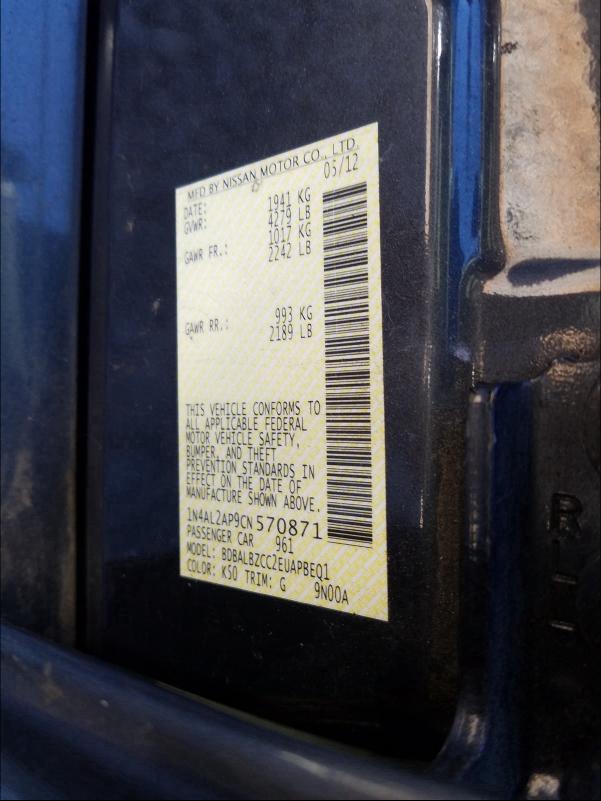 MFD BY NISSAN MOTOR CO., LTD.
DATE: 05/12
GVWR: 1941 KG
4279 LB
GAWR FR.: 1017 KG
2242 LB
GAWR RR.: 993 KG
2189 LB
THIS VEHICLE CONFORMS TO
ALL APPLICABLE FEDERAL
MOTOR VEHICLE SAFETY,
BUMPER, AND THEFT
PREVENTION STANDARDS IN
EFFECT ON THE DATE OF
MANUFACTURE SHOWN ABOVE.
1N4AL2AP9CN570871
PASSENGER CAR 961
MODEL: BDBALBZCC2EUAPBEQ1
COLOR: K50 TRIM: G 9N00A
R